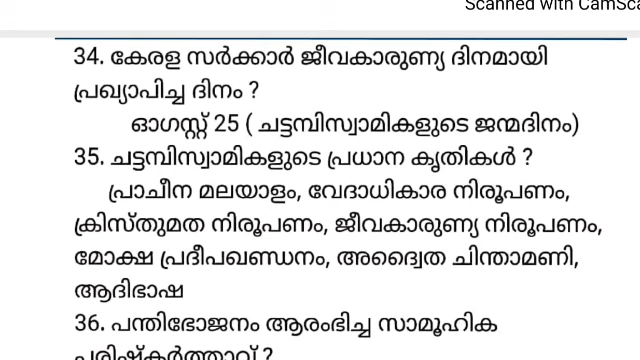 Scanned with CamSca
34. കേരള സർക്കാർ ജീവകാരുണ്യ ദിനമായി
പ്രഖ്യാപിച്ച ദിനം ?
ഓഗസ്റ്റ് 25 ( ചട്ടമ്പിസ്വാമികളുടെ ജന്മദിനം)
35. ചട്ടമ്പിസ്വാമികളുടെ പ്രധാന കൃതികൾ ?
പ്രാചീന മലയാളം, വേദാധികാര നിരൂപണം,
ക്രിസ്തുമത നിരൂപണം, ജീവകാരുണ്യ നിരൂപണം,
മോക്ഷ പ്രദീപഖണ്ഡനം, അദ്വൈത ചിന്താമണി,
ആദിഭാഷ
36. പന്തിഭോജനം ആരംഭിച്ച സാമൂഹിക
പരിഷ്കർത്താവ് ?